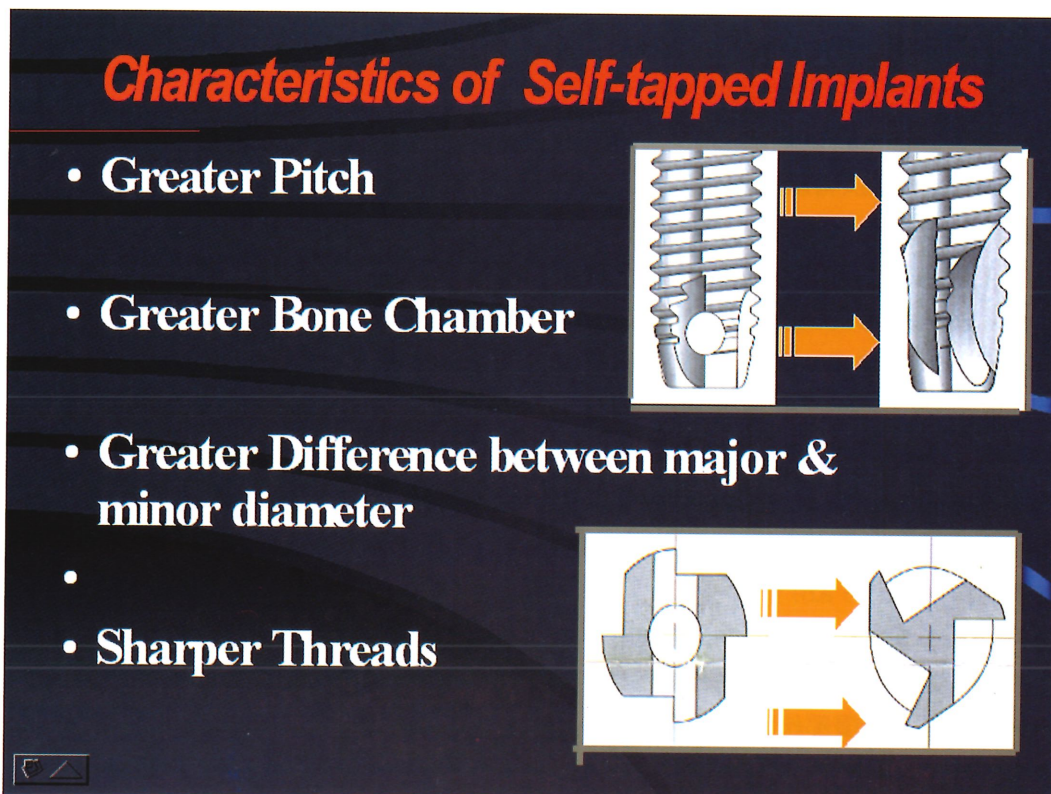 Characteristics of Self-tapped Implants
• Greater Pitch
• Greater Bone Chamber
• Greater Difference between major &
minor diameter
•
• Sharper Threads